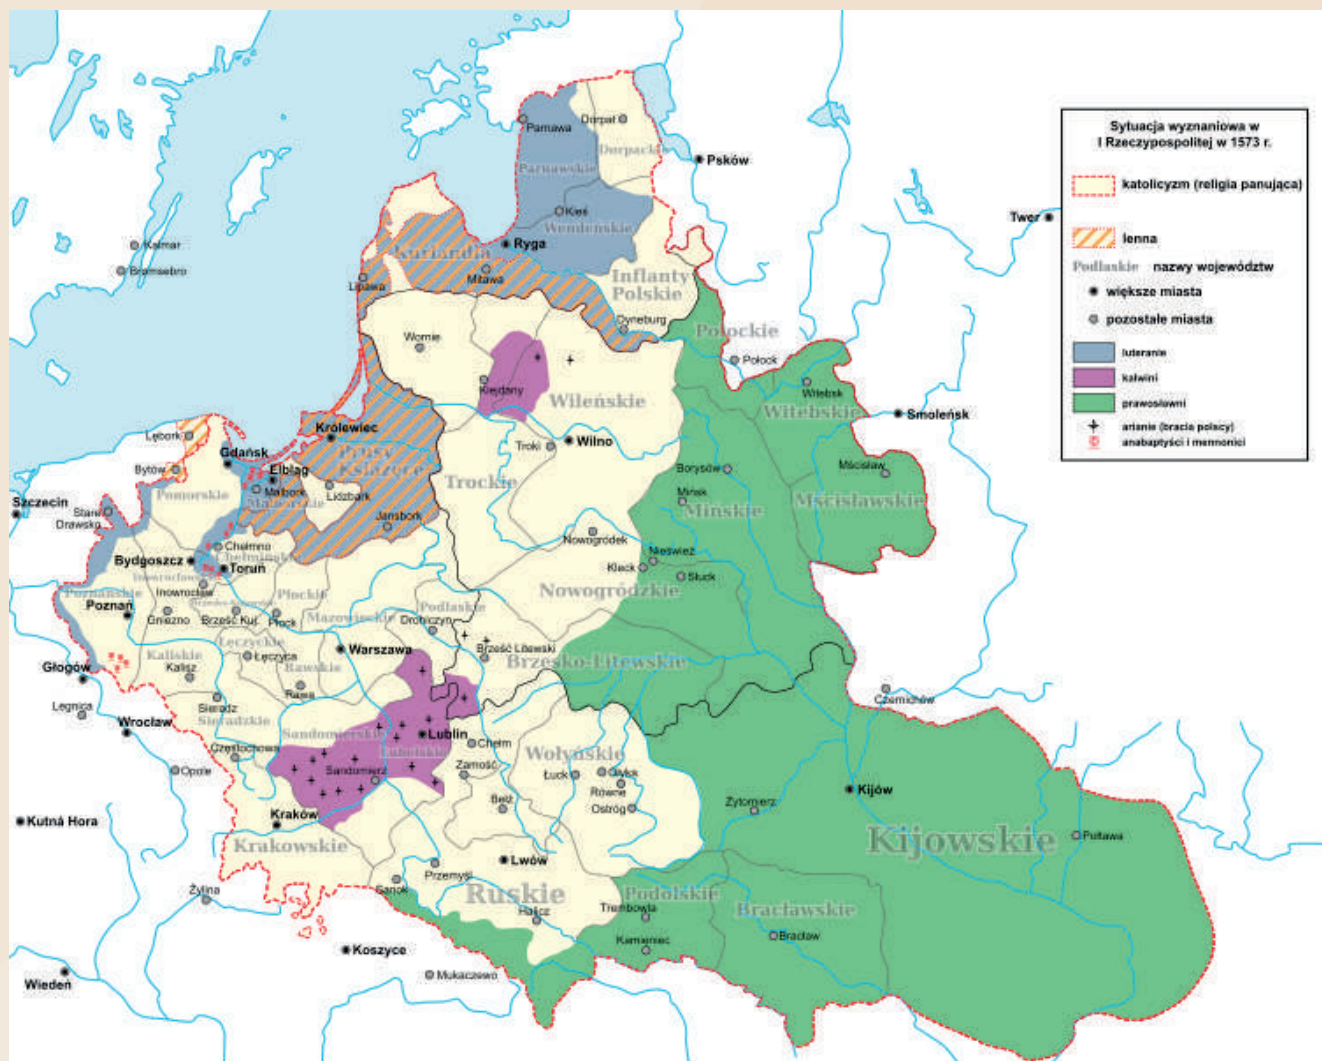 Sytuacja wyznaniowa w
I Rzeczypospolitej w 1573 r.
katolicyzm (religia panująca)
lenna
Podlaskie nazwy województw
większe miasta
pozostałe miasta
luteranie
kalwini
prawosławni
arianie (bracia polscy)
anabaptyści i mennonici
Parnawa
Dorpat
Dorpackie
Parnawskie
Psków
Kieś
Wendeńskie
Twer
Kalmar
Bromsebro
Ryga
Kurlandia
Mitawa
Lipawa
Inflanty
Polskie
Dyneburg
Połockie
Połock
Wornie
Kiejdany
Wileńskie
Witebsk
Witebskie
Smoleńsk
Lębork
Królewiec
Gdańsk
Prusy
Książęce
Troki
Wilno
Bytów
Elbląg
Malbork
Lidzbark
Trockie
Borysów
Mścisław
Pomorskie
Mińsk
Mścisławskie
Szczecin
Stare
Drawsko
Jansbork
Mińskie
Chełmno
Nowogródek
Bydgoszcz
Toruń
Nieśwież
Kleck
Słuck
Inowrocław
Poznańskie
Płockie
Nowogródzkie
Poznań
Gniezno
Brześć Kuj.
Płock
Mazowieckie
Podlaskie
Drohiczyn
Łęczyckie
Warszawa
Brześć Litewski
Brzesko-Litewskie
Kaliskie
Łęczyca
Głogów
Kalisz
Rawskie
Rawa
Legnica
Sieradz
Czernichów
Wrocław
Sieradzkie
Sandomierskie
Lublin
Lubelskie
Chełm
Wołyńskie
Częstochowa
Opole
Sandomierz
Zamość
Łuck
Ołyka
Równe
Kijów
Bełz
Ostróg
Żytomierz
Kutná Hora
Kraków
Krakowskie
Kijowskie
Połtawa
Lwów
Przemyśl
Żylina
Sanok
Ruskie
Podolskie
Halicz
Trembowla
Bracławskie
Koszyce
Kamieniec
Bracław
Wiedeń
Mukaczewo